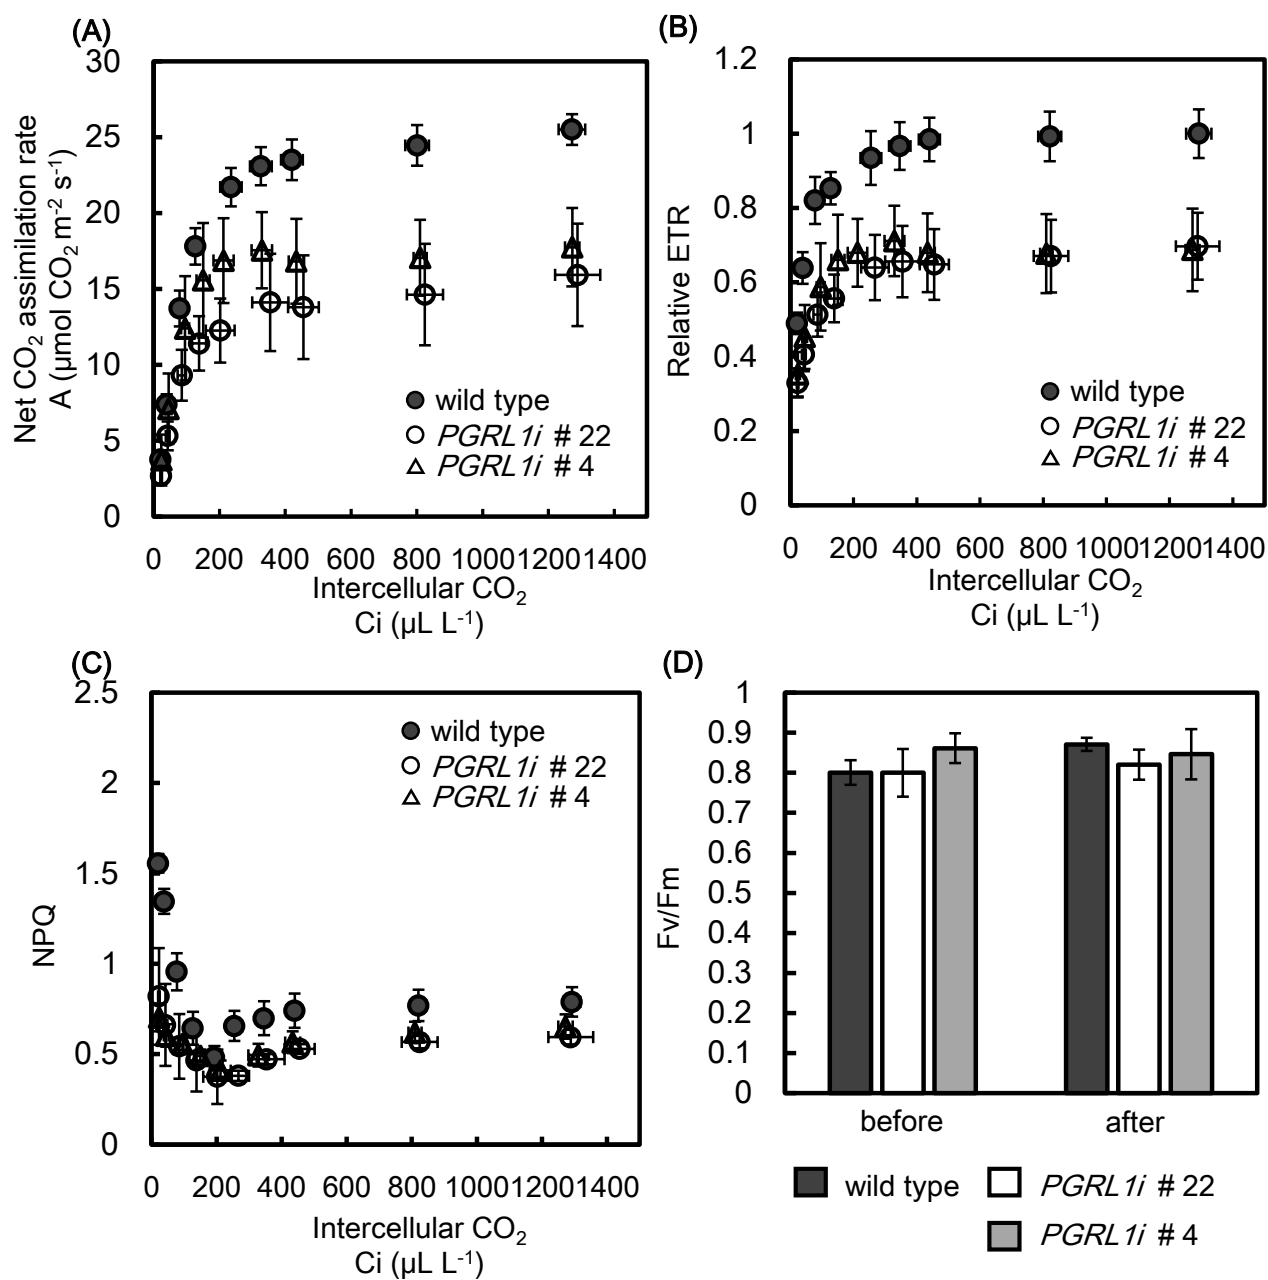 (A)
30
25
20
15
10
5
0
Net CO₂ assimilation rate
A (µmol CO₂ m⁻² s⁻¹)
wild type
PGRL1i # 22
PGRL1i # 4
0 200 400 600 800 1000 1200 1400
Intercellular CO₂
Ci (µL L⁻¹)
(B)
1.2
1
0.8
0.6
0.4
0.2
0
Relative ETR
wild type
PGRL1i # 22
PGRL1i # 4
0 200 400 600 800 1000 1200 1400
Intercellular CO₂
Ci (µL L⁻¹)
(C)
2.5
2
1.5
1
0.5
0
NPQ
wild type
PGRL1i # 22
PGRL1i # 4
0 200 400 600 800 1000 1200 1400
Intercellular CO₂
Ci (µL L⁻¹)
(D)
1
0.9
0.8
0.7
0.6
0.5
0.4
0.3
0.2
0.1
0
Fv/Fm
before after
wild type PGRL1i # 22
PGRL1i # 4